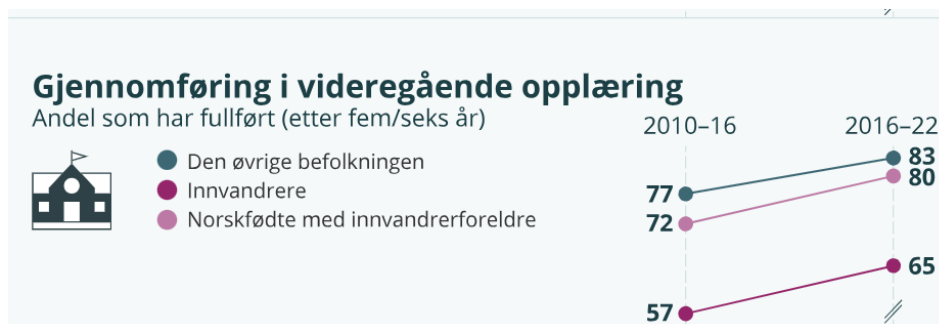 Gjennomføring i videregående opplæring
Andel som har fullført (etter fem/seks år)
2010–16
2016–22
Den øvrige befolkningen
Innvandrere
Norskfødte med innvandrerforeldre
77
83
72
80
57
65